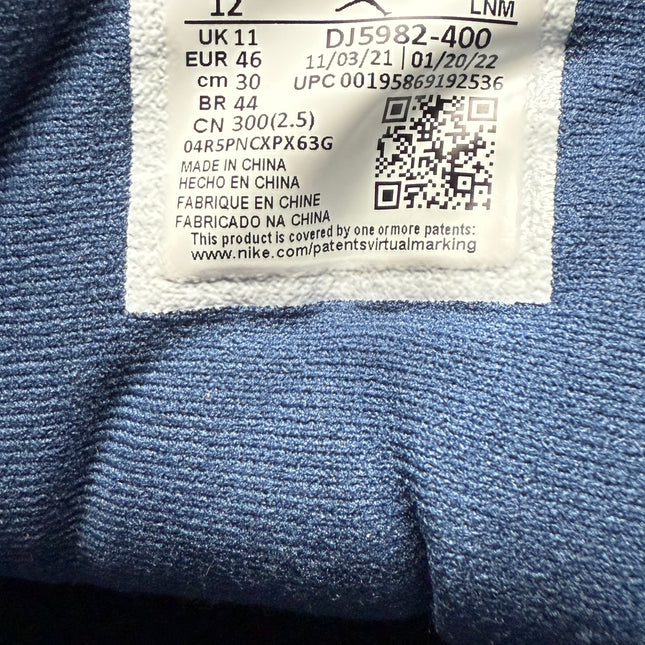 12 LNM
UK 11 DJ5982-400
EUR 46 11/03/21 | 01/20/22
cm 30 UPC 00195869192536
BR 44
CN 300(2.5)
04R5PNCXPX63G
MADE IN CHINA
HECHO EN CHINA
FABRIQUE EN CHINE
FABRICADO NA CHINA
This product is covered by one or more patents:
www.nike.com/patentsvirtualmarking